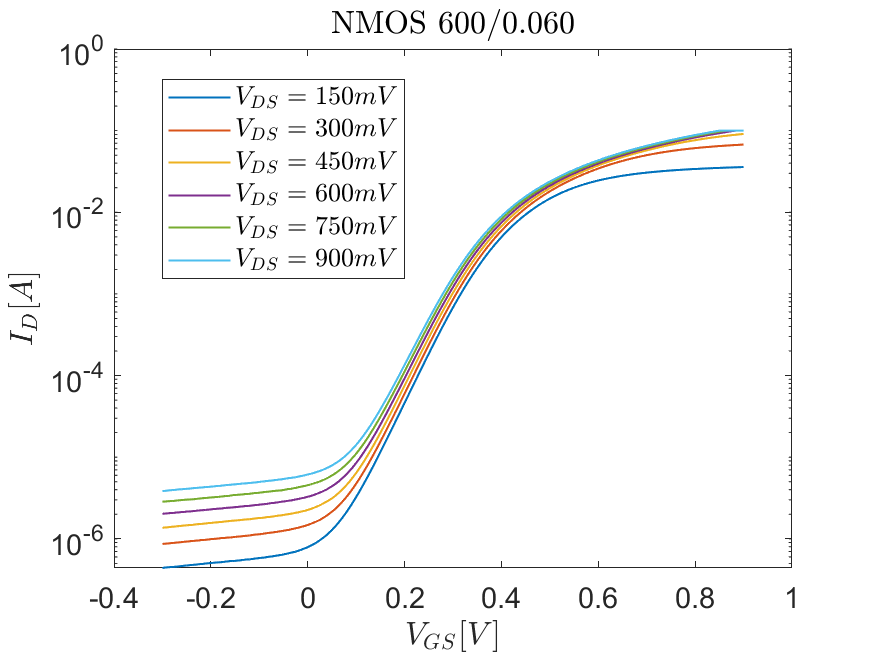 NMOS 600/0.060
10^0
10^-2
10^-4
10^-6
I_D[A]
V_DS = 150mV
V_DS = 300mV
V_DS = 450mV
V_DS = 600mV
V_DS = 750mV
V_DS = 900mV
-0.4 -0.2 0 0.2 0.4 0.6 0.8 1
V_GS[V]